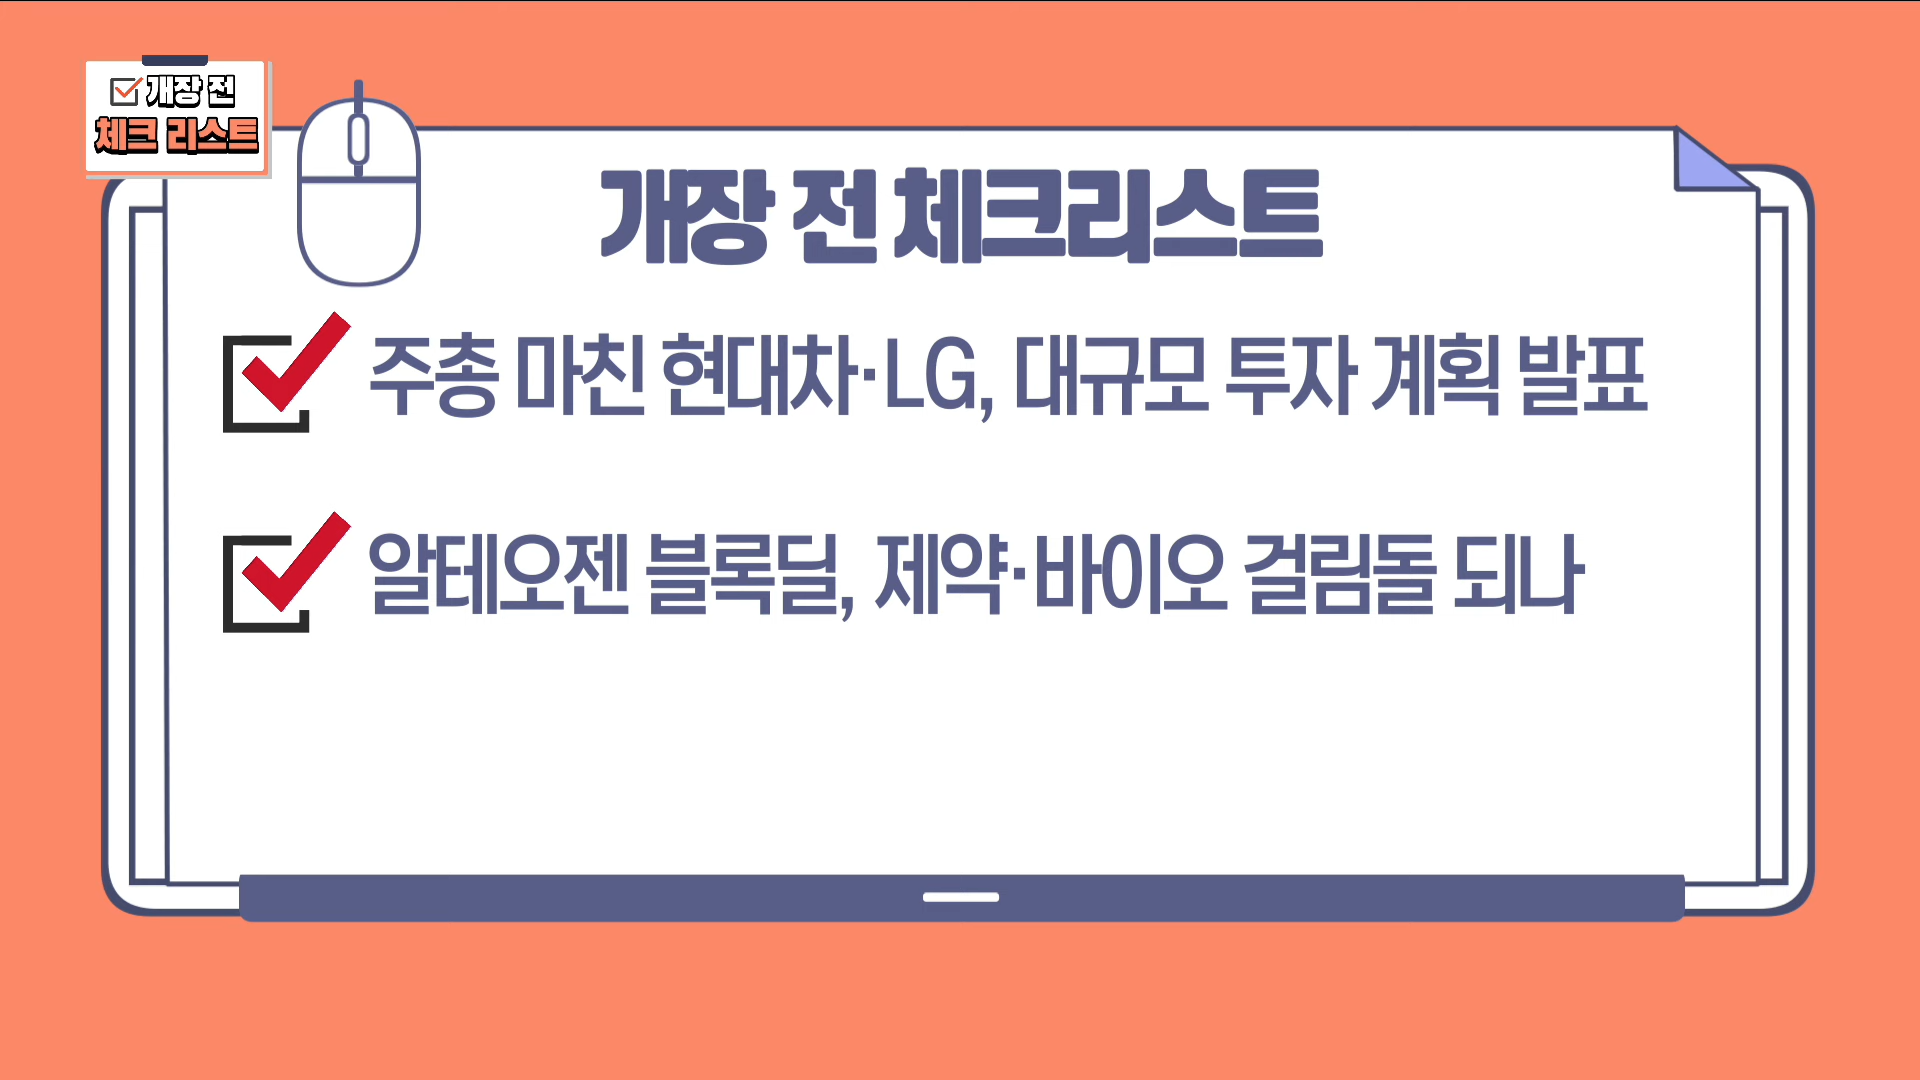 개장 전
체크 리스트
개장 전 체크리스트
주총 마친 현대차·LG, 대규모 투자 계획 발표
알테오젠 블록딜, 제약·바이오 걸림돌 되나